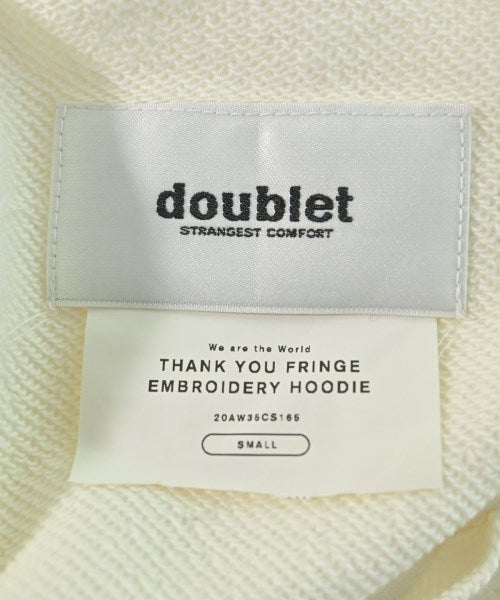 doublet
STRANGEST COMFORT
We are the World
THANK YOU FRINGE
EMBROIDERY HOODIE
20AW35CS165
SMALL